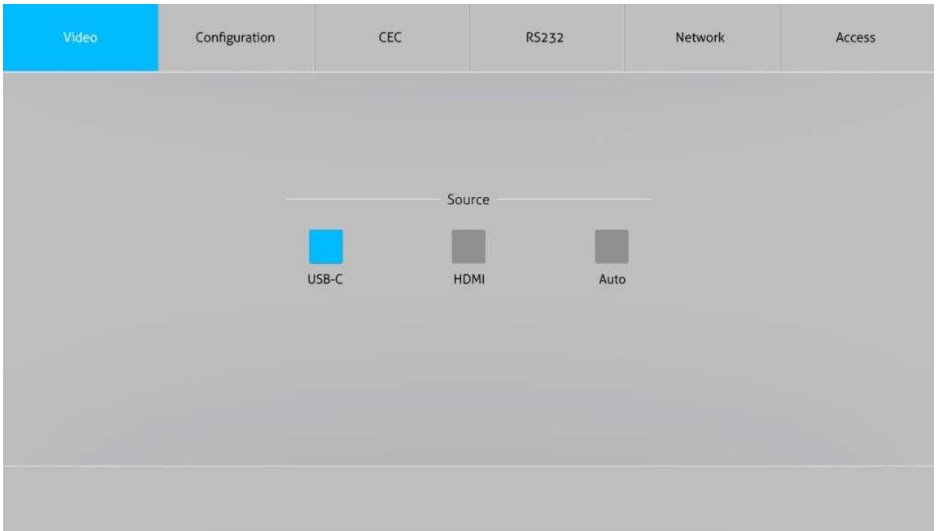 Video Configuration CEC RS232 Network Access
Source
USB-C HDMI Auto